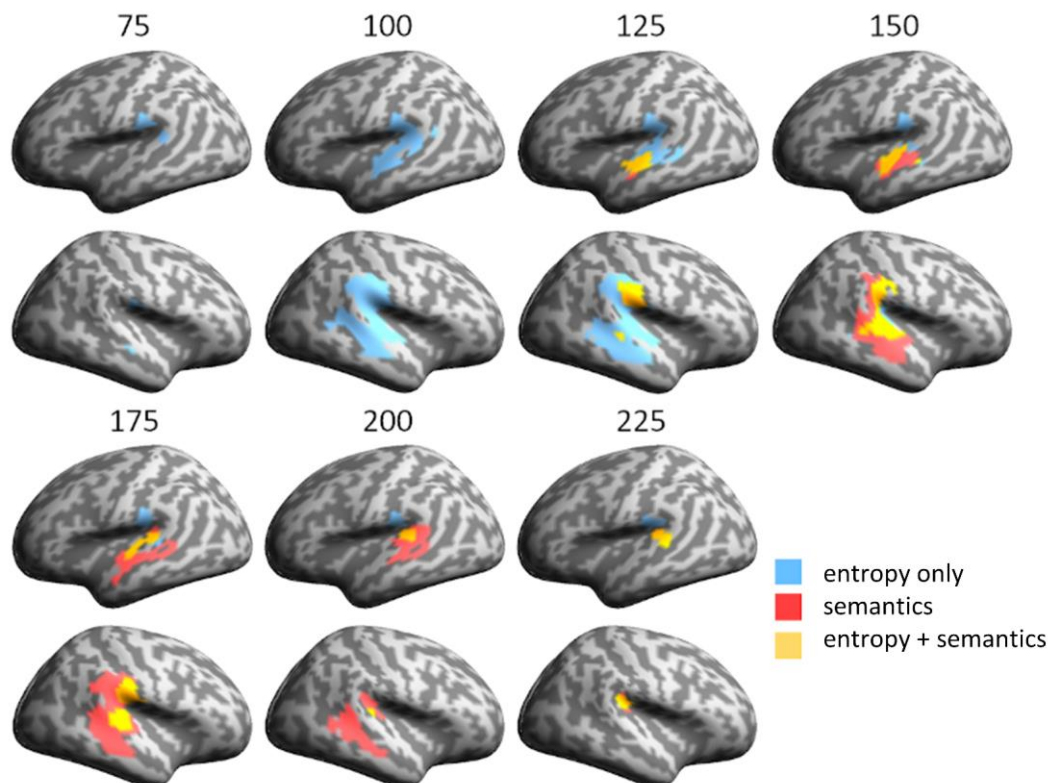 75 100 125 150
175 200 225
entropy only
semantics
entropy + semantics